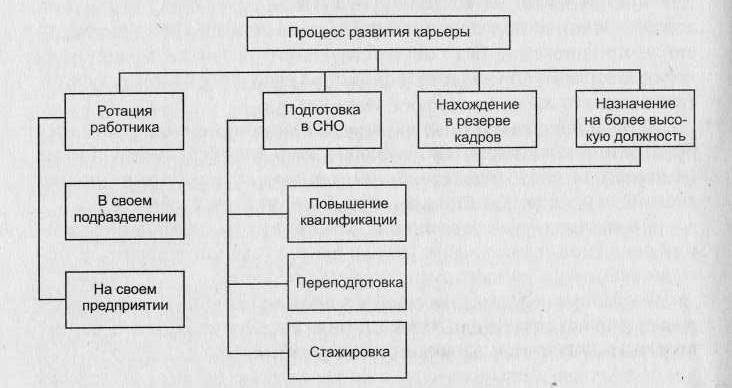 Процесс развития карьеры
Ротация
работника
Подготовка
в СНО
Нахождение
в резерве
кадров
Назначение
на более высо-
кую должность
В своем
подразделении
На своем
предприятии
Повышение
квалификации
Переподготовка
Стажировка